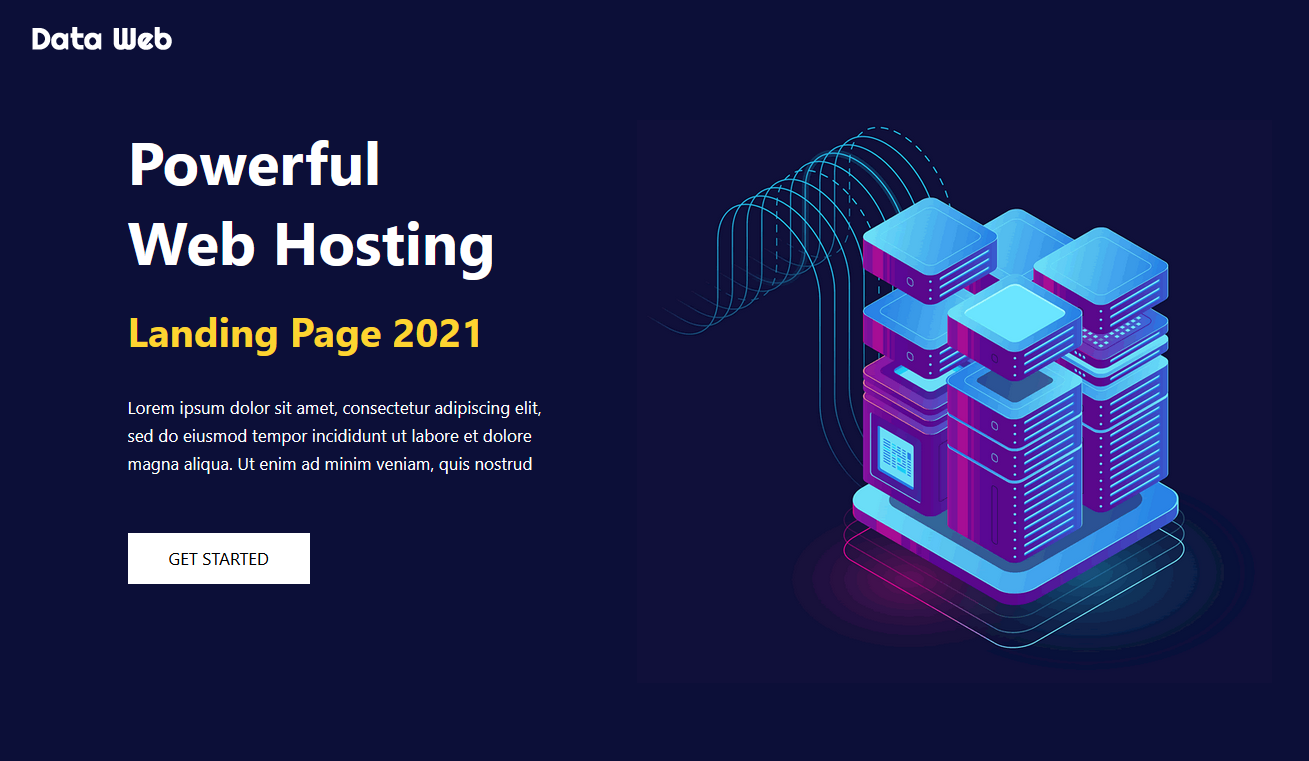 Data Web
Powerful
Web Hosting
Landing Page 2021
Lorem ipsum dolor sit amet, consectetur adipiscing elit,
sed do eiusmod tempor incididunt ut labore et dolore
magna aliqua. Ut enim ad minim veniam, quis nostrud
GET STARTED